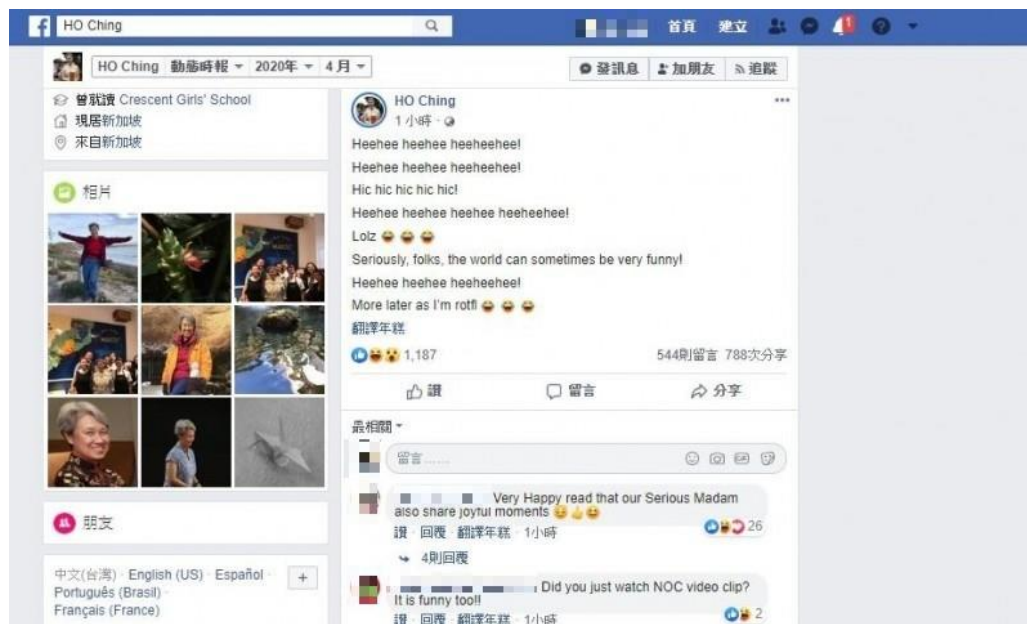 HO Ching
首頁 建立
1
HO Ching 動態時報 2020年 4月
發訊息 加朋友 追蹤
曾就讀 Crescent Girls' School
現居新加坡
來自新加坡
相片
朋友
中文(台灣) · English (US) · Español ·
Português (Brasil) ·
Français (France)
HO Ching
1 小時 ·
Heehee heehee heeheehee!
Heehee heehee heeheehee!
Hic hic hic hic hic!
Heehee heehee heehee heeheehee!
Lolz 😂 😂 😂
Seriously, folks, the world can sometimes be very funny!
Heehee heehee heeheehee!
More later as I'm rotfl 😂 😂 😂
翻譯年糕
1,187
544則留言 788次分享
讚 留言 分享
最相關
留言......
GIF
Very Happy read that our Serious Madam
also share joyful moments 😊👍😆
讚 · 回覆 · 翻譯年糕 · 1小時
26
4則回覆
Did you just watch NOC video clip?
It is funny too!!
讚 · 回覆 · 翻譯年糕 · 1小時
2